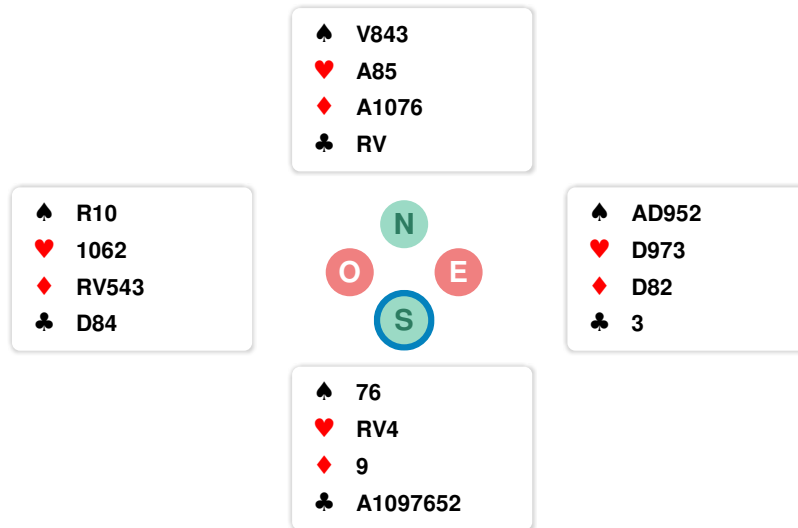 ♠ V843
♥ A85
♦ A1076
♣ RV
♠ R10
♥ 1062
♦ RV543
♣ D84
N
O E
S
♠ AD952
♥ D973
♦ D82
♣ 3
♠ 76
♥ RV4
♦ 9
♣ A1097652